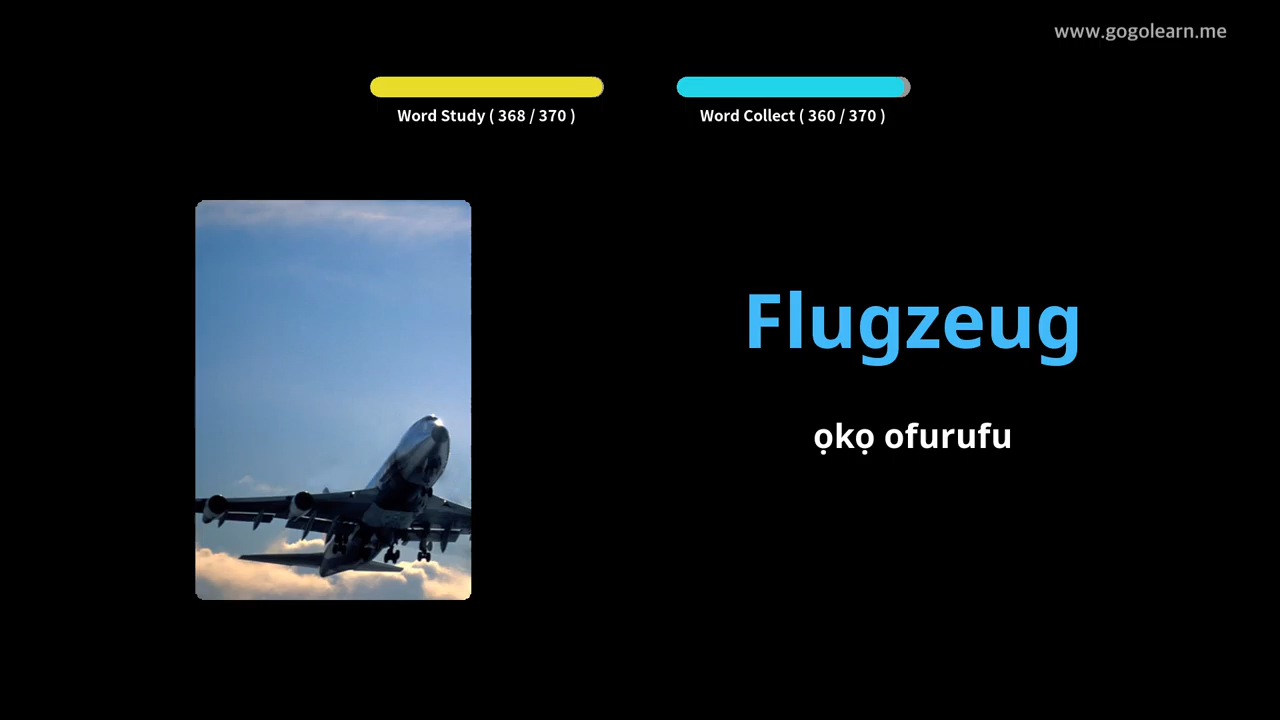 www.gogolearn.me
Word Study ( 368 / 370 )
Word Collect ( 360 / 370 )
Flugzeug
ọkọ ofurufu